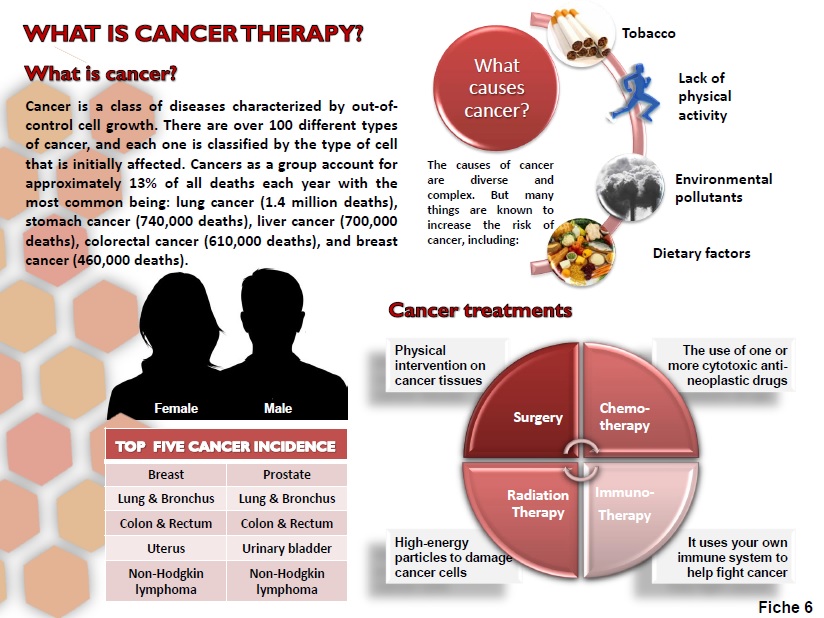 WHAT IS CANCER THERAPY?
What is cancer?
Cancer is a class of diseases characterized by out-of-
control cell growth. There are over 100 different types
of cancer, and each one is classified by the type of cell
that is initially affected. Cancers as a group account for
approximately 13% of all deaths each year with the
most common being: lung cancer (1.4 million deaths),
stomach cancer (740,000 deaths), liver cancer (700,000
deaths), colorectal cancer (610,000 deaths), and breast
cancer (460,000 deaths).
What
causes
cancer?
The causes of cancer
are diverse and
complex. But many
things are known to
increase the risk of
cancer, including:
Tobacco
Lack of
physical
activity
Environmental
pollutants
Dietary factors
Female Male
TOP FIVE CANCER INCIDENCE
Breast Prostate
Lung & Bronchus Lung & Bronchus
Colon & Rectum Colon & Rectum
Uterus Urinary bladder
Non-Hodgkin Non-Hodgkin
lymphoma lymphoma
Cancer treatments
Physical
intervention on
cancer tissues
The use of one or
more cytotoxic anti-
neoplastic drugs
Surgery
Chemo-
therapy
Radiation
Therapy
Immuno-
Therapy
High-energy
particles to damage
cancer cells
It uses your own
immune system to
help fight cancer
Fiche 6